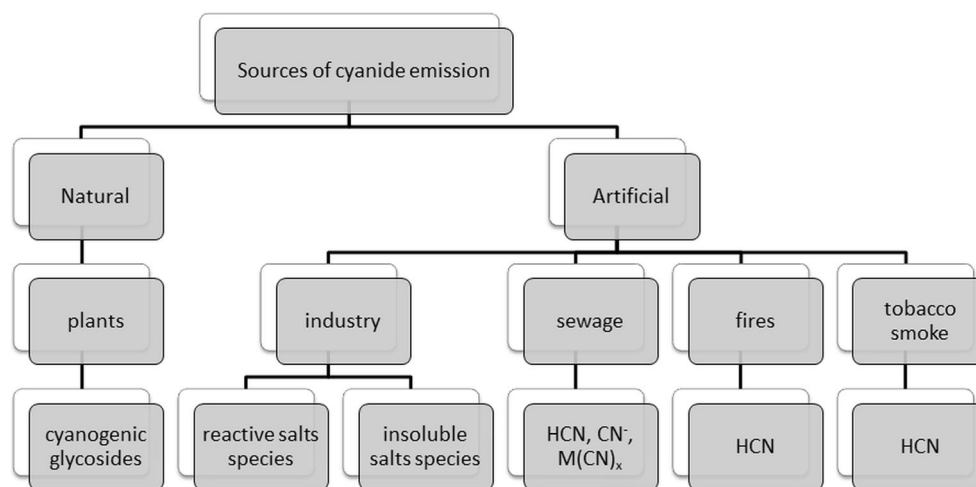 Sources of cyanide emission
Natural
Artificial
plants
industry
sewage
fires
tobacco
smoke
cyanogenic
glycosides
reactive salts
species
insoluble
salts species
HCN, CN⁻,
M(CN)ₓ
HCN
HCN